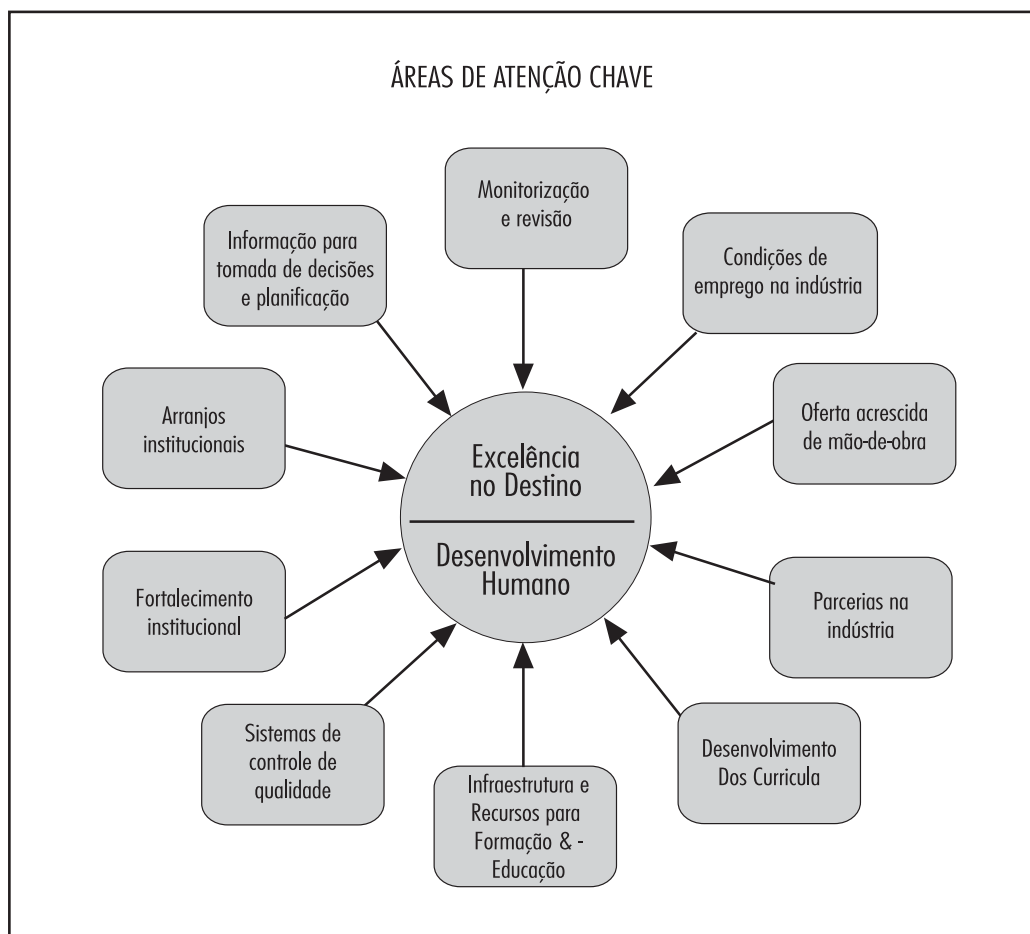 ÁREAS DE ATENÇÃO CHAVE
Monitorização
e revisão
Informação para
tomada de decisões
e planificação
Condições de
emprego na indústria
Arranjos
institucionais
Oferta acrescida
de mão-de-obra
Excelência
no Destino
Desenvolvimento
Humano
Fortalecimento
institucional
Parcerias na
indústria
Sistemas de
controle de
qualidade
Desenvolvimento
Dos Curricula
Infraestrutura e
Recursos para
Formação & -
Educação